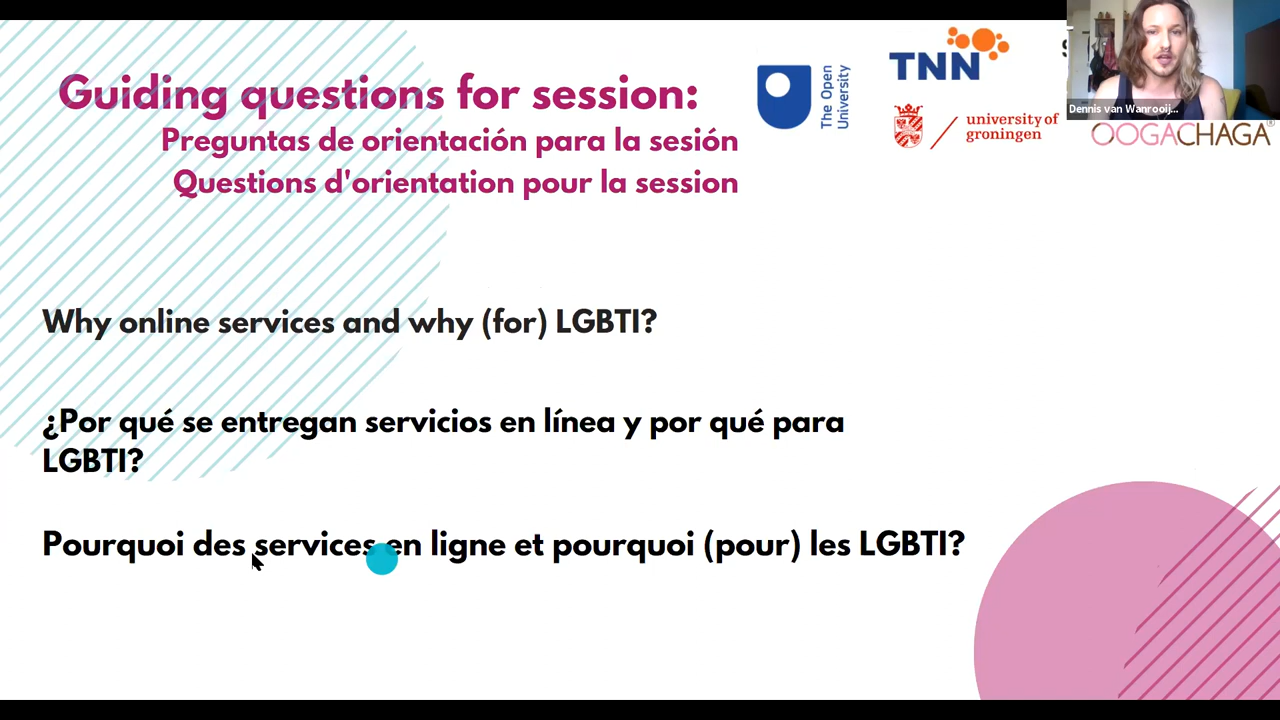 Guiding questions for session:
Preguntas de orientación para la sesión
Questions d'orientation pour la session
The Open
University
TNN
university of
groningen
Dennis van Wanrooij...
OOGACHAGA
Why online services and why (for) LGBTI?
¿Por qué se entregan servicios en línea y por qué para
LGBTI?
Pourquoi des services en ligne et pourquoi (pour) les LGBTI?